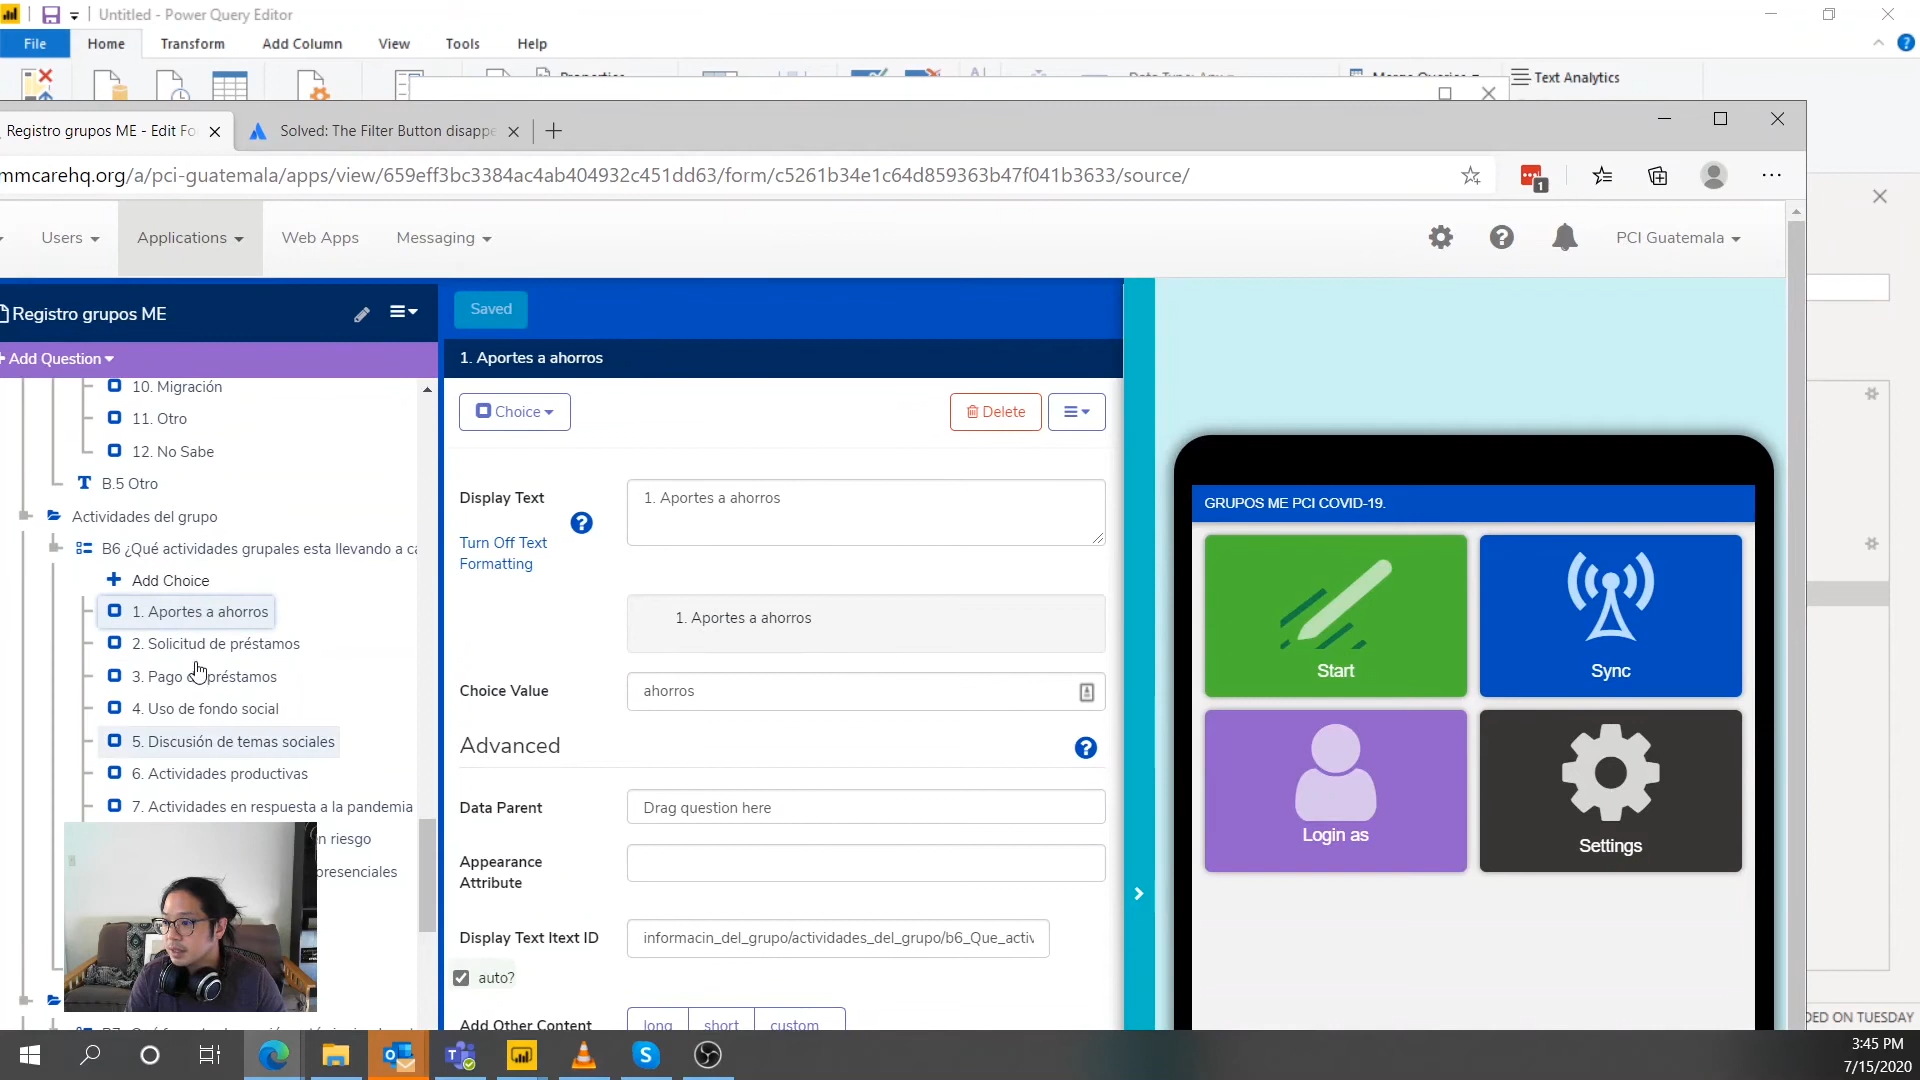 Untitled - Power Query Editor
File
Home
Transform
Add Column
View
Tools
Help
Text Analytics
Registro grupos ME - Edit Fo
Solved: The Filter Button disappe
mmcarehq.org/a/pci-guatemala/apps/view/659eff3bc3384ac4ab404932c451dd63/form/c5261b34e1c64d859363b47f041b3633/source/
1
Users
Applications
Web Apps
Messaging
PCI Guatemala
Registro grupos ME
Saved
Add Question
1. Aportes a ahorros
10. Migración
11. Otro
12. No Sabe
B.5 Otro
Actividades del grupo
B6 ¿Qué actividades grupales esta llevando a ca
Add Choice
1. Aportes a ahorros
2. Solicitud de préstamos
3. Pago préstamos
4. Uso de fondo social
5. Discusión de temas sociales
6. Actividades productivas
7. Actividades en respuesta a la pandemia
n riesgo
presenciales
Choice
Delete
Display Text
1. Aportes a ahorros
Turn Off Text
Formatting
1. Aportes a ahorros
Choice Value
ahorros
Advanced
Data Parent
Drag question here
Appearance
Attribute
Display Text Itext ID
informacin_del_grupo/actividades_del_grupo/b6_Que_activ
auto?
Add Other Content
long
short
custom
GRUPOS ME PCI COVID-19.
Start
Sync
Login as
Settings
DED ON TUESDAY
3:45 PM
7/15/2020